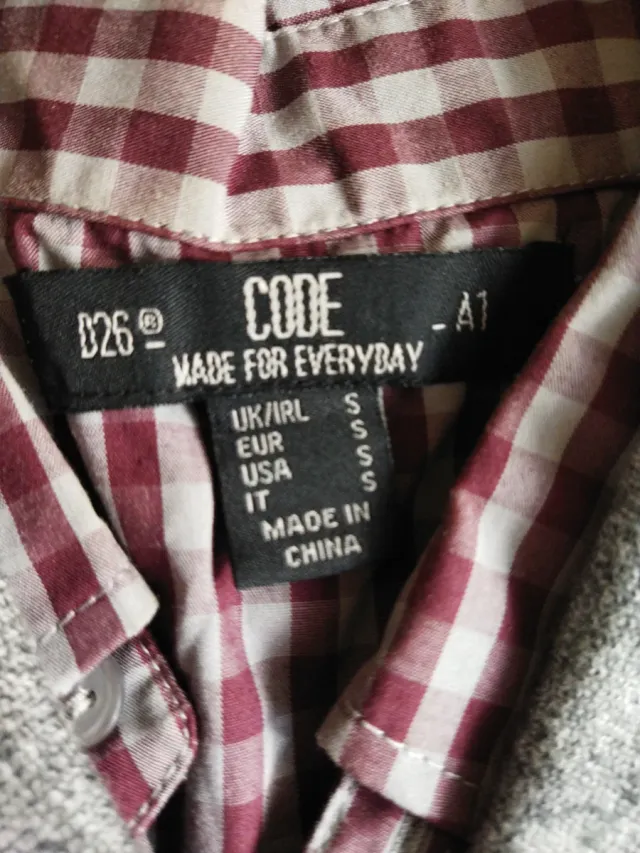 CODE
D26® - A1
MADE FOR EVERYDAY
UK/IRL S
EUR S
USA S
IT S
MADE IN
CHINA